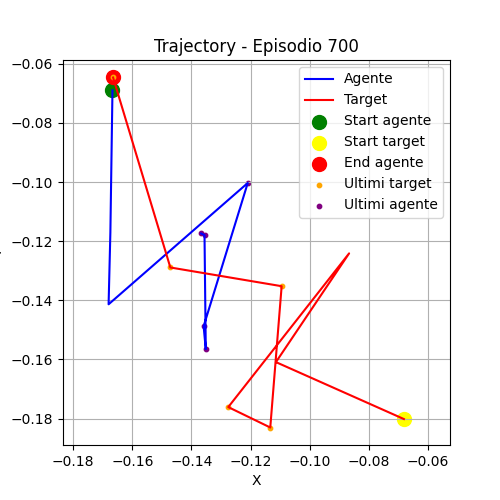 Trajectory - Episodio 700
Agente
Target
Start agente
Start target
End agente
Ultimi target
Ultimi agente
−0.06
−0.08
−0.10
−0.12
−0.14
−0.16
−0.18
−0.18 −0.16 −0.14 −0.12 −0.10 −0.08 −0.06
X